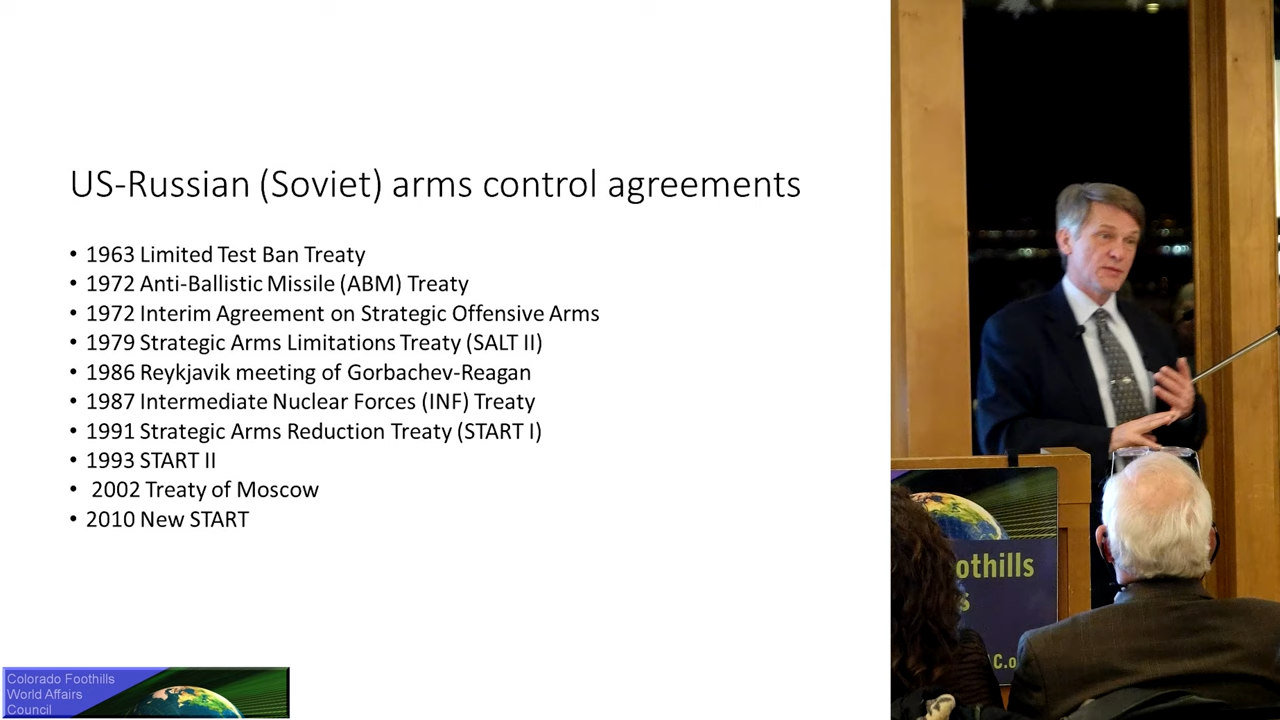 US-Russian (Soviet) arms control agreements
• 1963 Limited Test Ban Treaty
• 1972 Anti-Ballistic Missile (ABM) Treaty
• 1972 Interim Agreement on Strategic Offensive Arms
• 1979 Strategic Arms Limitations Treaty (SALT II)
• 1986 Reykjavik meeting of Gorbachev-Reagan
• 1987 Intermediate Nuclear Forces (INF) Treaty
• 1991 Strategic Arms Reduction Treaty (START I)
• 1993 START II
• 2002 Treaty of Moscow
• 2010 New START
Colorado Foothills
World Affairs
Council
othills
s
C.o